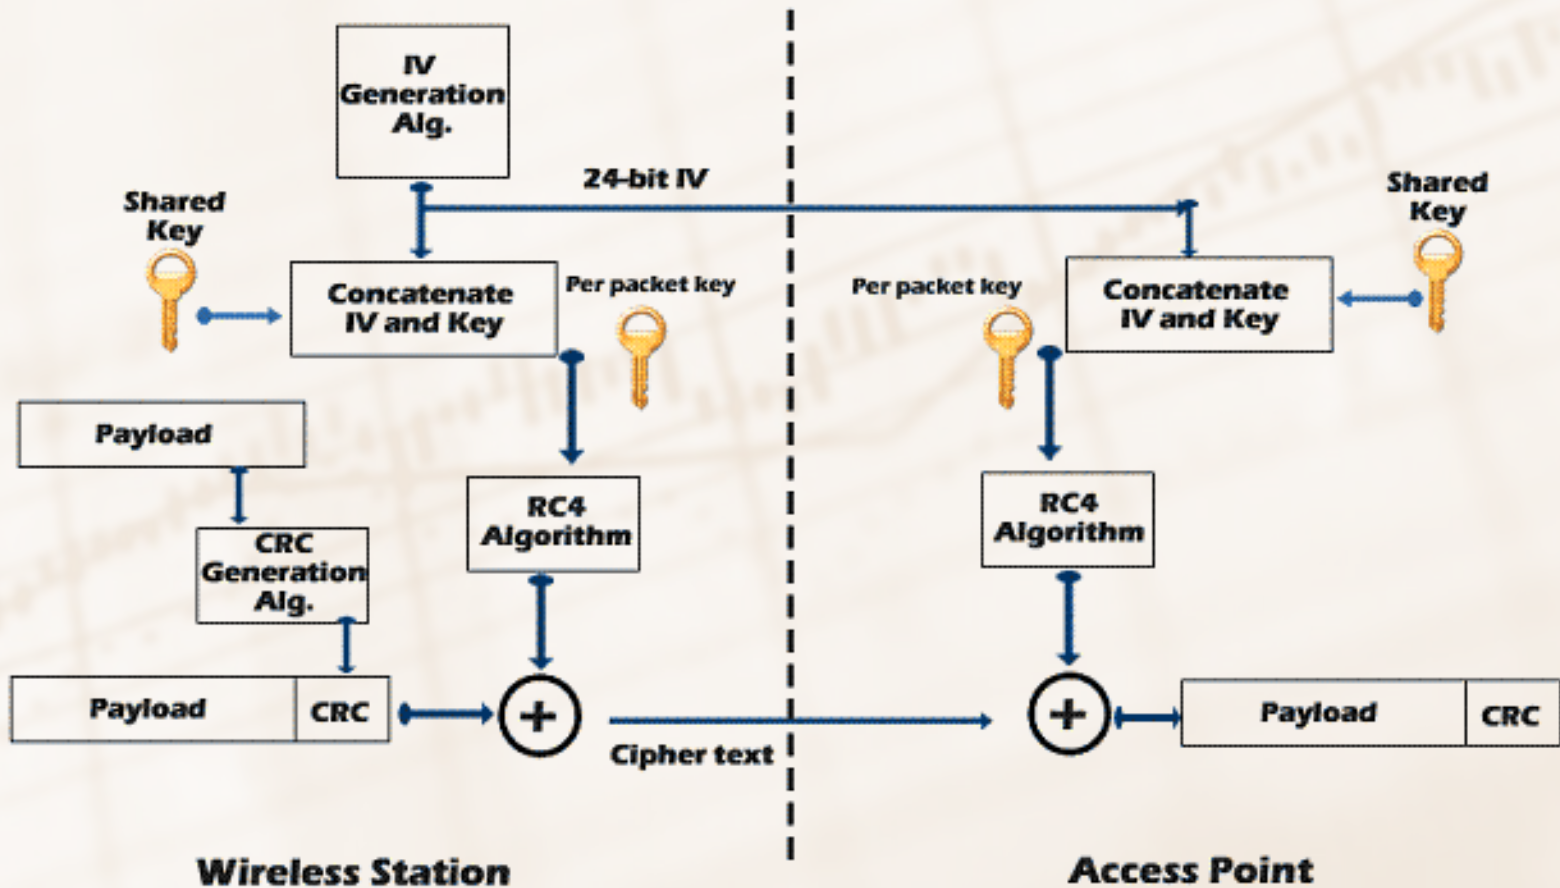 IV
Generation
Alg.
24-bit IV
Shared
Key
Shared
Key
Concatenate
IV and Key
Per packet key
Per packet key
Concatenate
IV and Key
Payload
RC4
Algorithm
RC4
Algorithm
CRC
Generation
Alg.
Payload
CRC
+
Cipher text
+
Payload
CRC
Wireless Station
Access Point